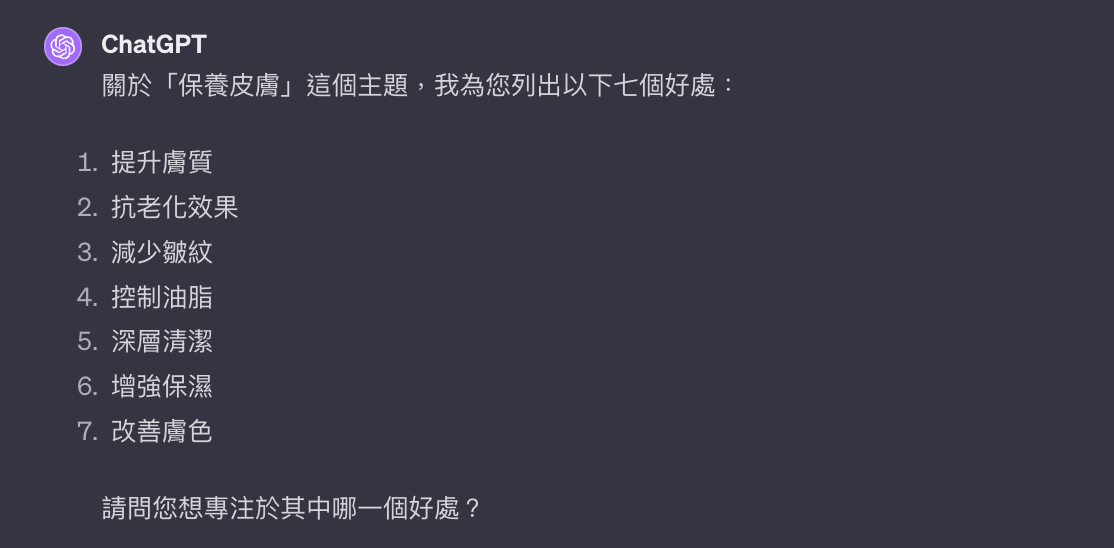 ChatGPT
關於「保養皮膚」這個主題，我為您列出以下七個好處：
1. 提升膚質
2. 抗老化效果
3. 減少皺紋
4. 控制油脂
5. 深層清潔
6. 增強保濕
7. 改善膚色
請問您想專注於其中哪一個好處？